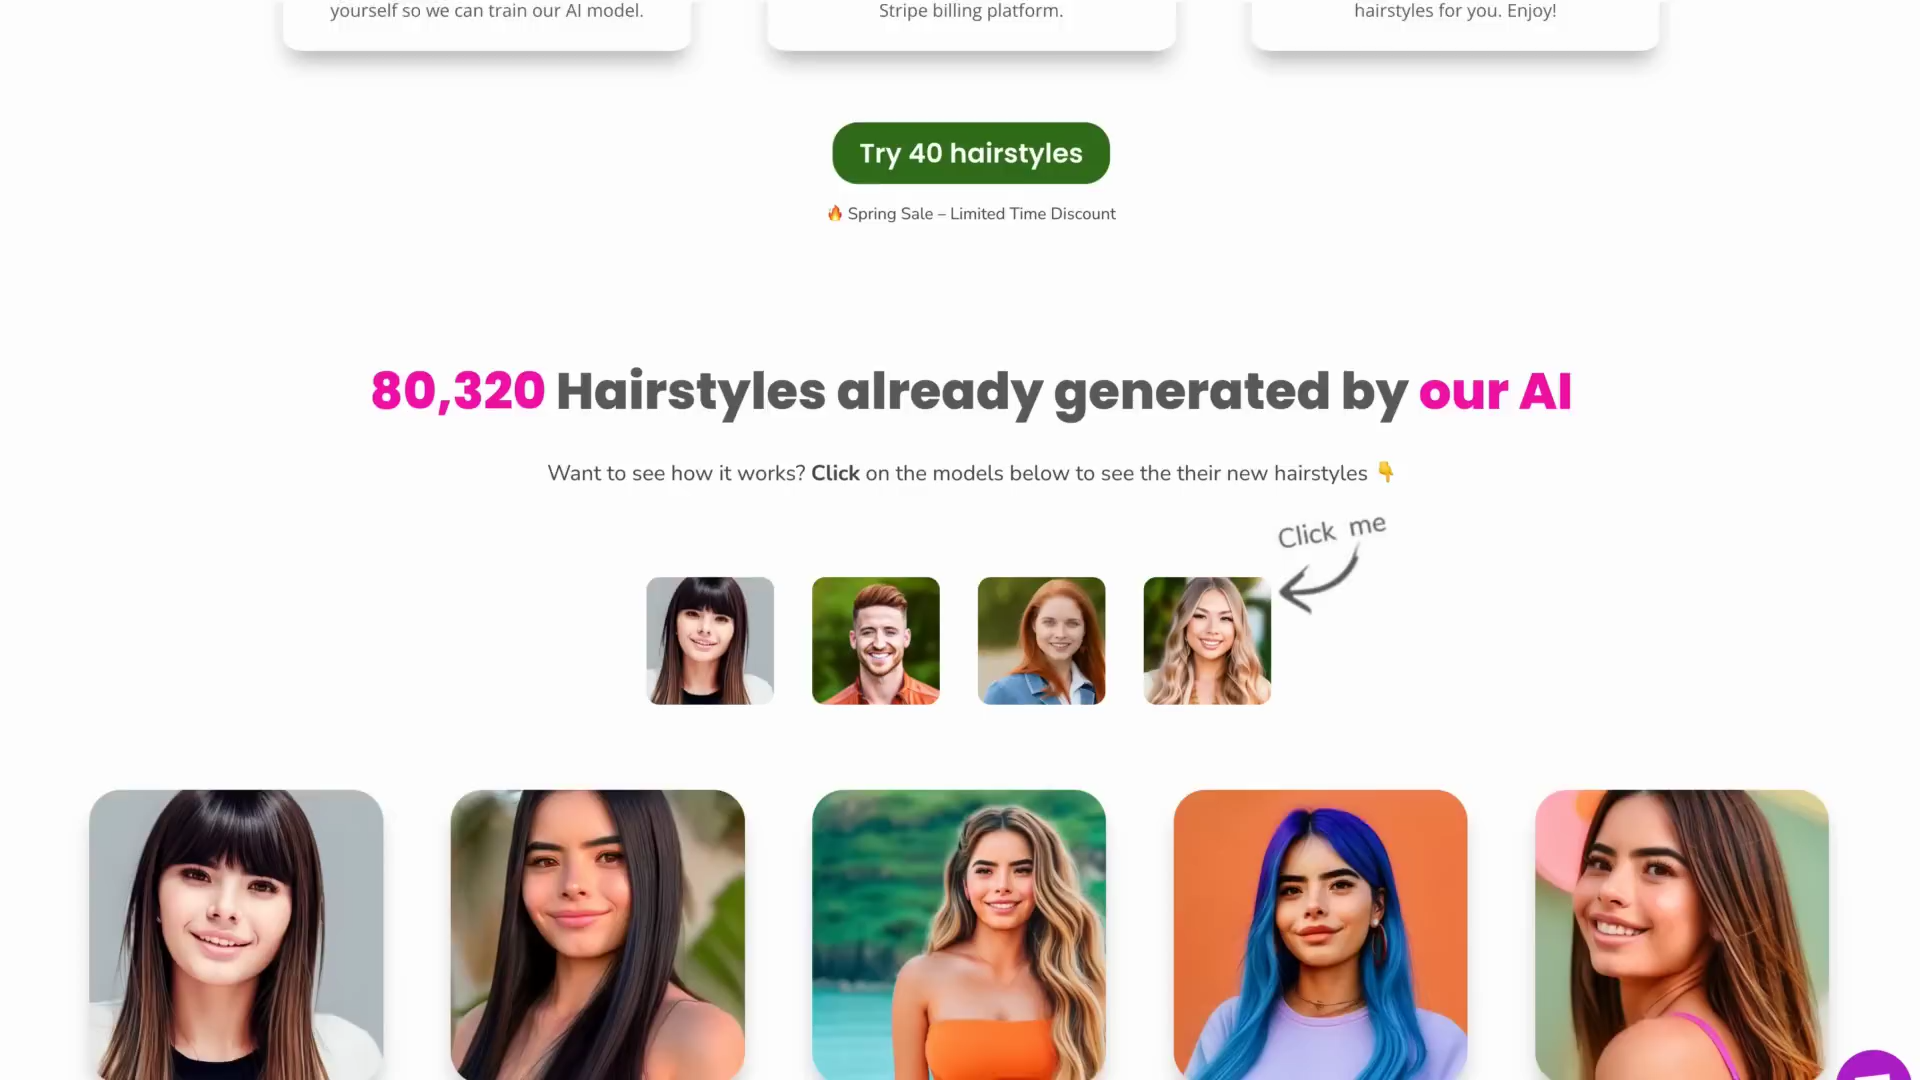 yourself so we can train our AI model.
Stripe billing platform.
hairstyles for you. Enjoy!
Try 40 hairstyles
🔥 Spring Sale – Limited Time Discount
80,320 Hairstyles already generated by our AI
Want to see how it works? Click on the models below to see the their new hairstyles 👇
Click me